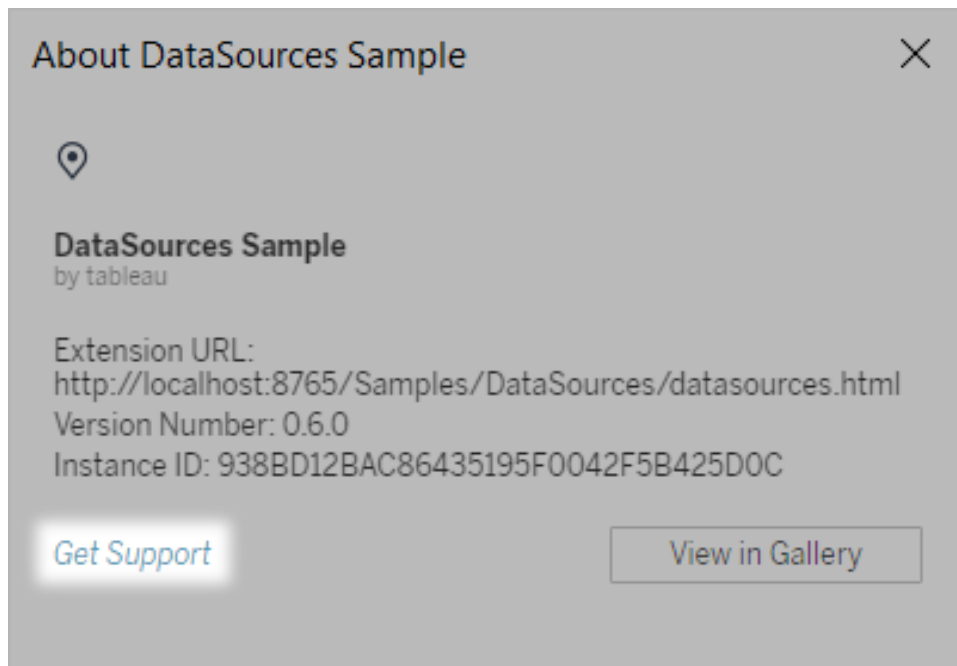 About DataSources Sample
DataSources Sample
by tableau
Extension URL:
http://localhost:8765/Samples/DataSources/datasources.html
Version Number: 0.6.0
Instance ID: 938BD12BAC86435195F0042F5B425D0C
Get Support
View in Gallery